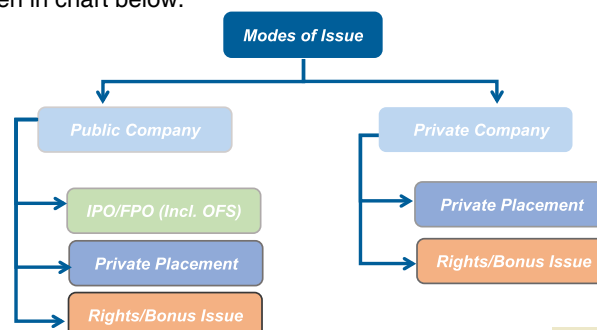 en in chart below:
Modes of Issue
Public Company
Private Company
IPO/FPO (Incl. OFS)
Private Placement
Rights/Bonus Issue
Private Placement
Rights/Bonus Issue